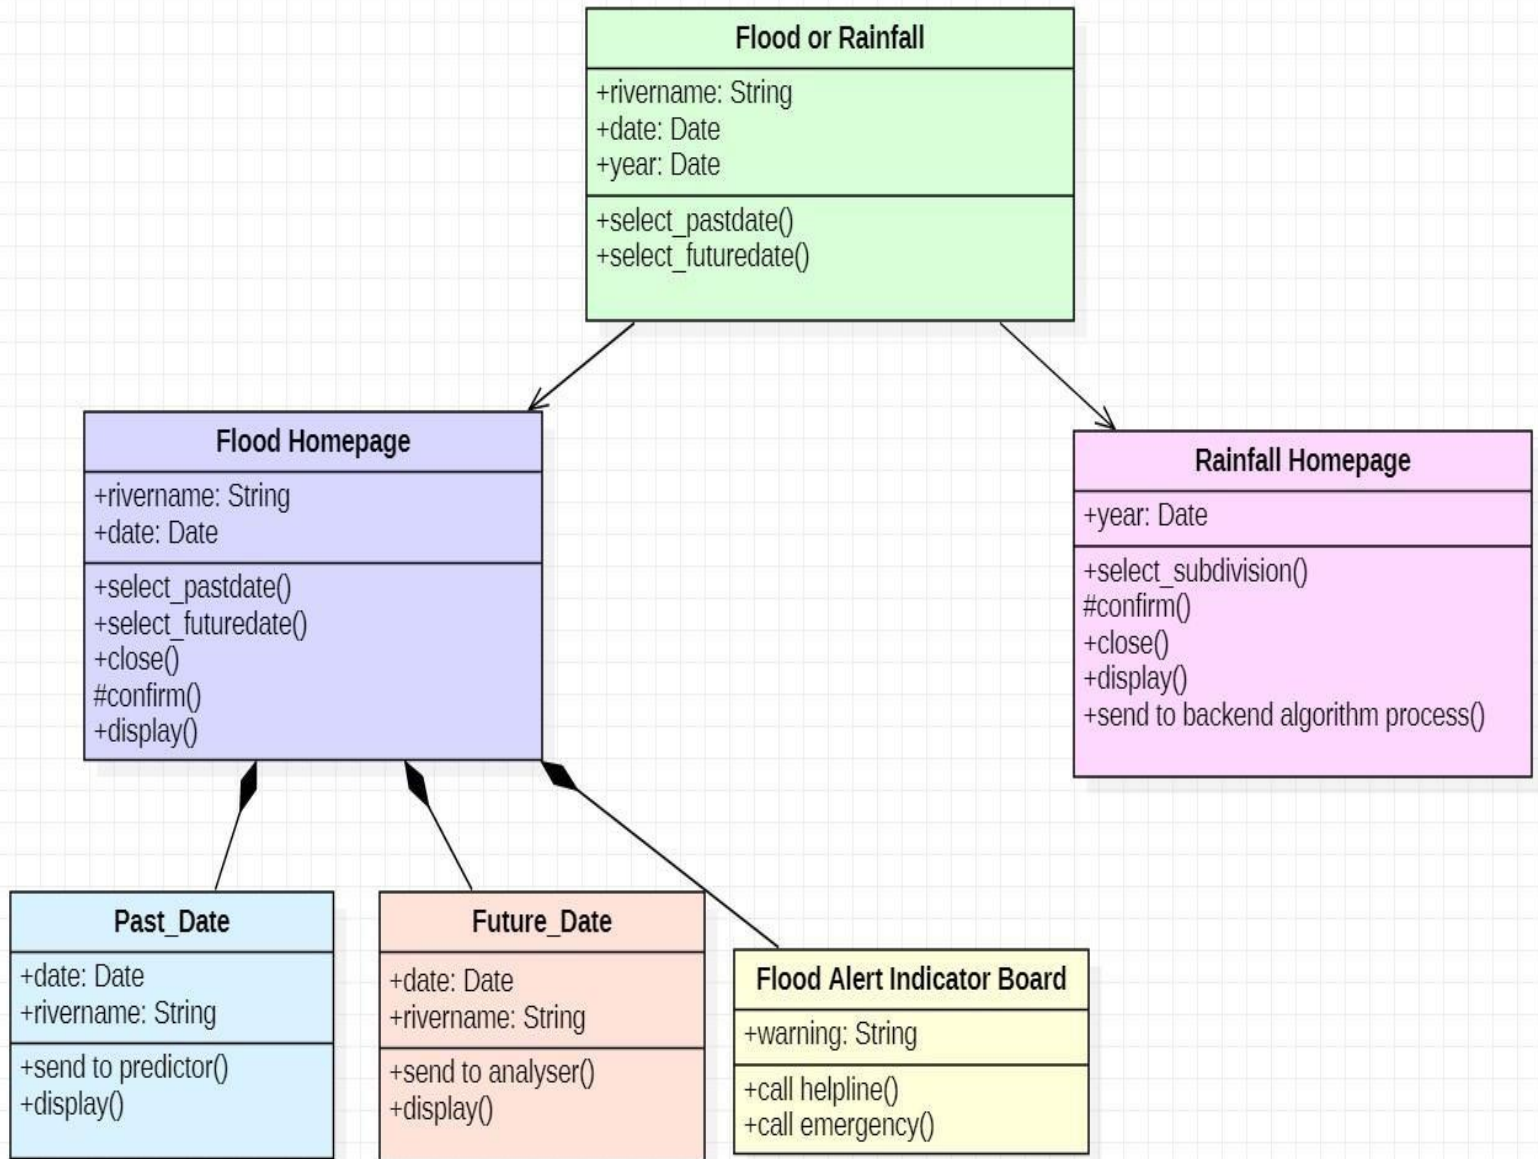 Flood or Rainfall
+rivername: String
+date: Date
+year: Date
+select_pastdate()
+select_futuredate()
Flood Homepage
+rivername: String
+date: Date
+select_pastdate()
+select_futuredate()
+close()
#confirm()
+display()
Rainfall Homepage
+year: Date
+select_subdivision()
#confirm()
+close()
+display()
+send to backend algorithm process()
Past_Date
+date: Date
+rivername: String
+send to predictor()
+display()
Future_Date
+date: Date
+rivername: String
+send to analyser()
+display()
Flood Alert Indicator Board
+warning: String
+call helpline()
+call emergency()